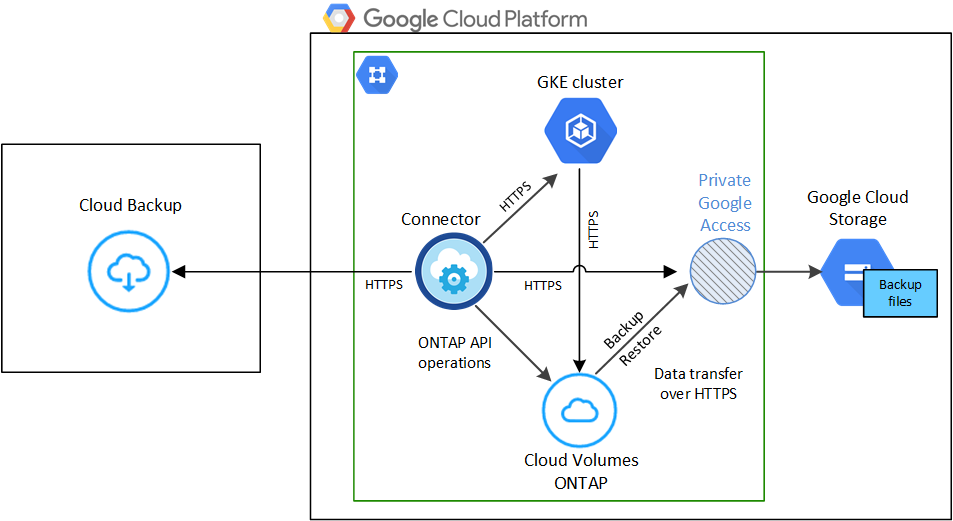 Google Cloud Platform
GKE cluster
Cloud Backup
Connector
HTTPS
HTTPS
Private
Google
Access
Google Cloud
Storage
Backup
files
HTTPS
HTTPS
ONTAP API
operations
Backup
Restore
Data transfer
over HTTPS
Cloud Volumes
ONTAP